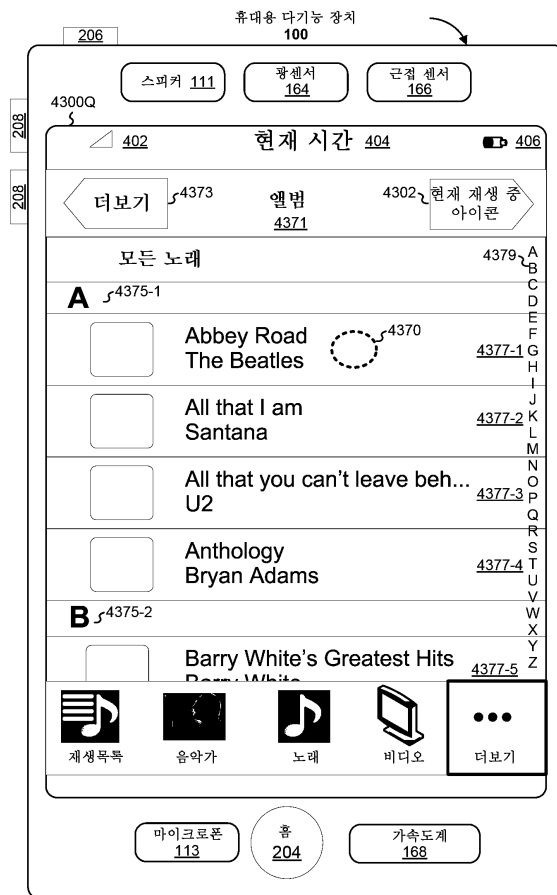 휴대용 다기능 장치
100
206
스피커 111
광센서
164
근접 센서
166
4300Q
208
208
402
현재 시간 404
406
더보기
4373
앨범
4371
4302
현재 재생 중
아이콘
모든 노래
4379
A
B
C
D
E
F
G
H
I
J
K
L
M
N
O
P
Q
R
S
T
U
V
W
X
Y
Z
A 4375-1
Abbey Road
The Beatles
4370
4377-1
All that I am
Santana
4377-2
All that you can't leave beh...
U2
4377-3
Anthology
Bryan Adams
4377-4
B 4375-2
Barry White's Greatest Hits
Barry White
4377-5
재생목록
음악가
노래
비디오
더보기
마이크로폰
113
홈
204
가속도계
168